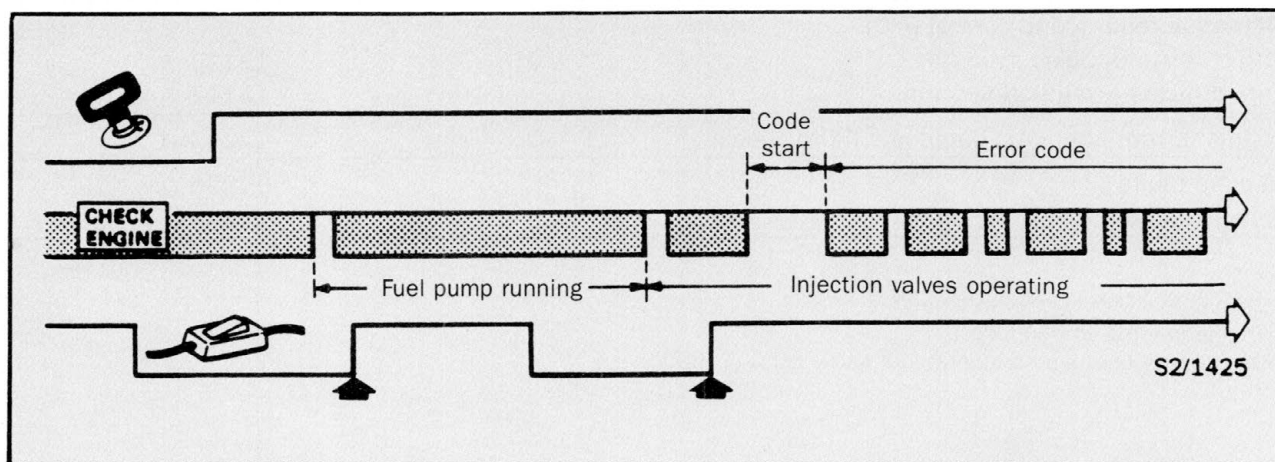 Code
start
Error code
CHECK
ENGINE
Fuel pump running
Injection valves operating
S2/1425